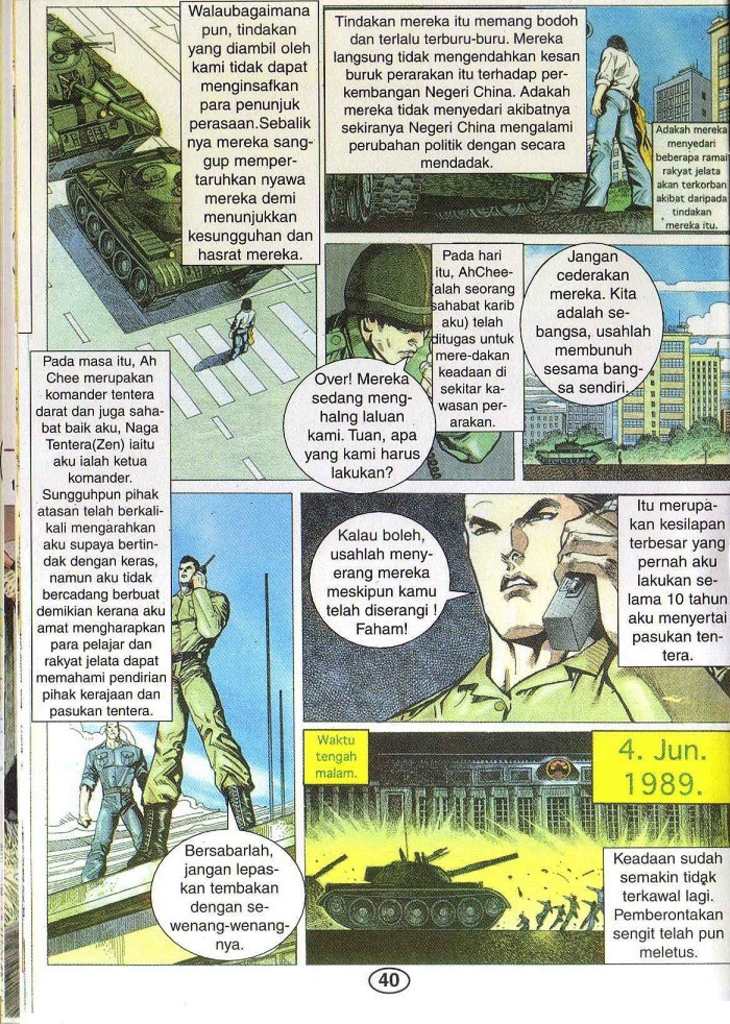 Walaubagaimana
pun, tindakan
yang diambil oleh
kami tidak dapat
menginsafkan
para penunjuk
perasaan.Sebalik
nya mereka sang-
gup memper-
taruhkan nyawa
mereka demi
menunjukkan
kesungguhan dan
hasrat mereka.
Tindakan mereka itu memang bodoh
dan terlalu terburu-buru. Mereka
langsung tidak mengendahkan kesan
buruk perarakan itu terhadap per-
kembangan Negeri China. Adakah
mereka tidak menyedari akibatnya
sekiranya Negeri China mengalami
perubahan politik dengan secara
mendadak.
Adakah mereka
menyedari
beberapa ramai
rakyat jelata
akan terkorban
akibat daripada
tindakan
mereka itu.
Over! Mereka
sedang meng-
halng laluan
kami. Tuan, apa
yang kami harus
lakukan?
Pada hari
itu, AhChee-
alah seorang
sahabat karib
aku) telah
ditugas untuk
mere-dakan
keadaan di
sekitar ka-
wasan per-
arakan.
Jangan
cederakan
mereka. Kita
adalah se-
bangsa, usahlah
membunuh
sesama bang-
sa sendiri.
Pada masa itu, Ah
Chee merupakan
komander tentera
darat dan juga saha-
bat baik aku, Naga
Tentera(Zen) iaitu
aku ialah ketua
komander.
Sungguhpun pihak
atasan telah berkali-
kali mengarahkan
aku supaya bertin-
dak dengan keras,
namun aku tidak
bercadang berbuat
demikian kerana aku
amat mengharapkan
para pelajar dan
rakyat jelata dapat
memahami pendirian
pihak kerajaan dan
pasukan tentera.
Bersabarlah,
jangan lepas-
kan tembakan
dengan se-
wenang-wenang-
nya.
Kalau boleh,
usahlah meny-
erang mereka
meskipun kamu
telah diserangi !
Faham!
Itu merupa-
kan kesilapan
terbesar yang
pernah aku
lakukan se-
lama 10 tahun
aku menyertai
pasukan ten-
tera.
Waktu
tengah
malam.
4. Jun.
1989.
Keadaan sudah
semakin tidak
terkawal lagi.
Pemberontakan
sengit telah pun
meletus.
40